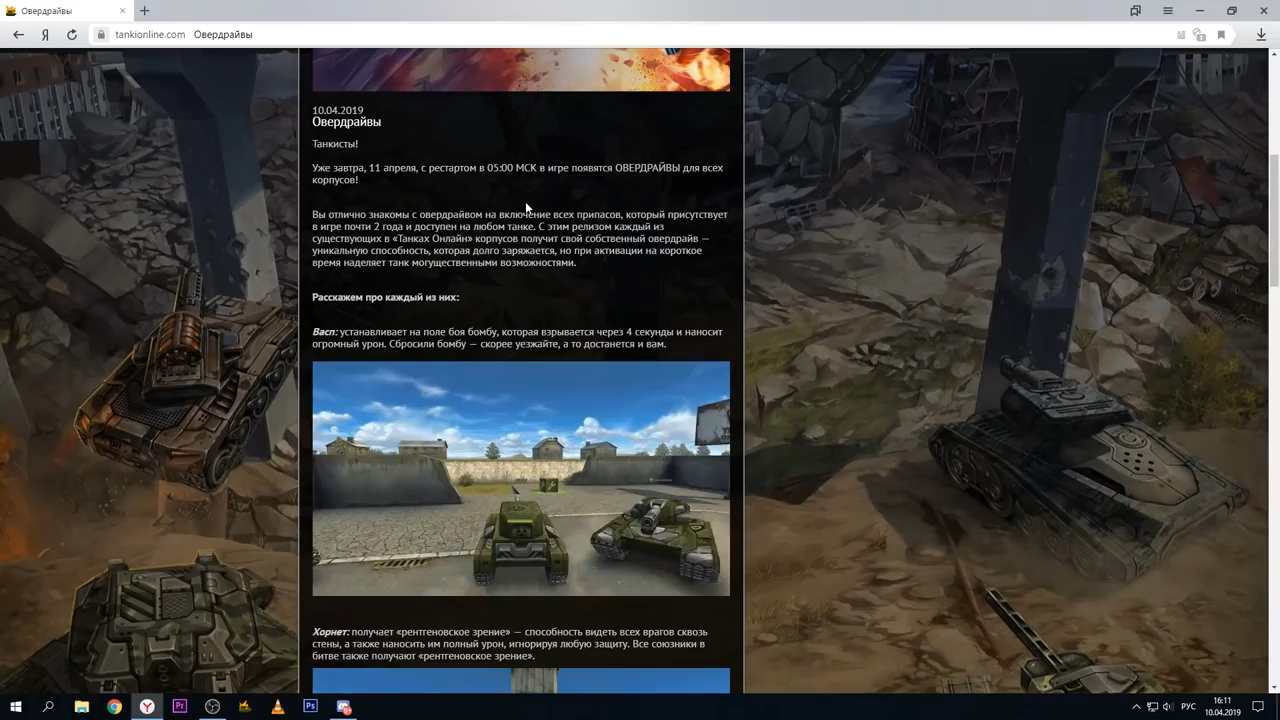 Овердрайвы
tankionline.com Овердрайвы
10.04.2019
Овердрайвы
Танкисты!
Уже завтра, 11 апреля, с рестартом в 05:00 МСК в игре появятся ОВЕРДРАЙВЫ для всех
корпусов!
Вы отлично знакомы с овердрайвом на включение всех припасов, который присутствует
в игре почти 2 года и доступен на любом танке. С этим релизом каждый из
существующих в «Танках Онлайн» корпусов получит свой собственный овердрайв —
уникальную способность, которая долго заряжается, но при активации на короткое
время наделяет танк могущественными возможностями.
Расскажем про каждый из них:
Васп: устанавливает на поле боя бомбу, которая взрывается через 4 секунды и наносит
огромный урон. Сбросили бомбу — скорее уезжайте, а то достанется и вам.
Хорнет: получает «рентгеновское зрение» — способность видеть всех врагов сквозь
стены, а также наносить им полный урон, игнорируя любую защиту. Все союзники в
битве также получают «рентгеновское зрение».
Pr
Ps
РУС
16:11
10.04.2019